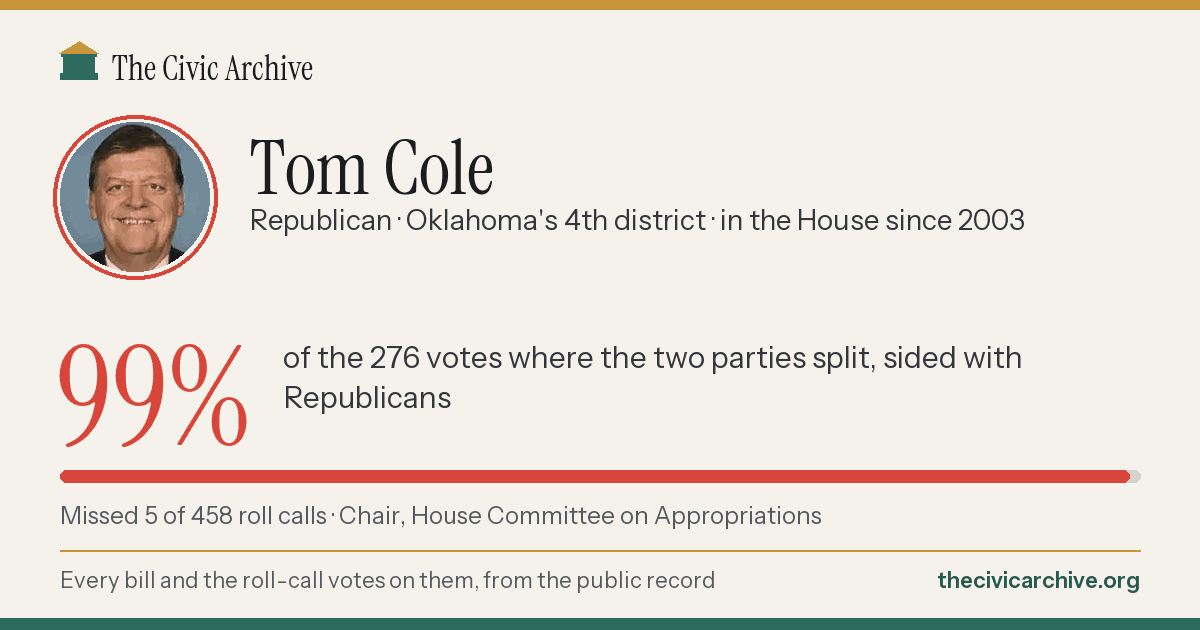 The Civic Archive
Tom Cole
Republican · Oklahoma's 4th district · in the House since 2003
99%
of the 276 votes where the two parties split, sided with
Republicans
Missed 5 of 458 roll calls · Chair, House Committee on Appropriations
Every bill and the roll-call votes on them, from the public record
thecivicarchive.org